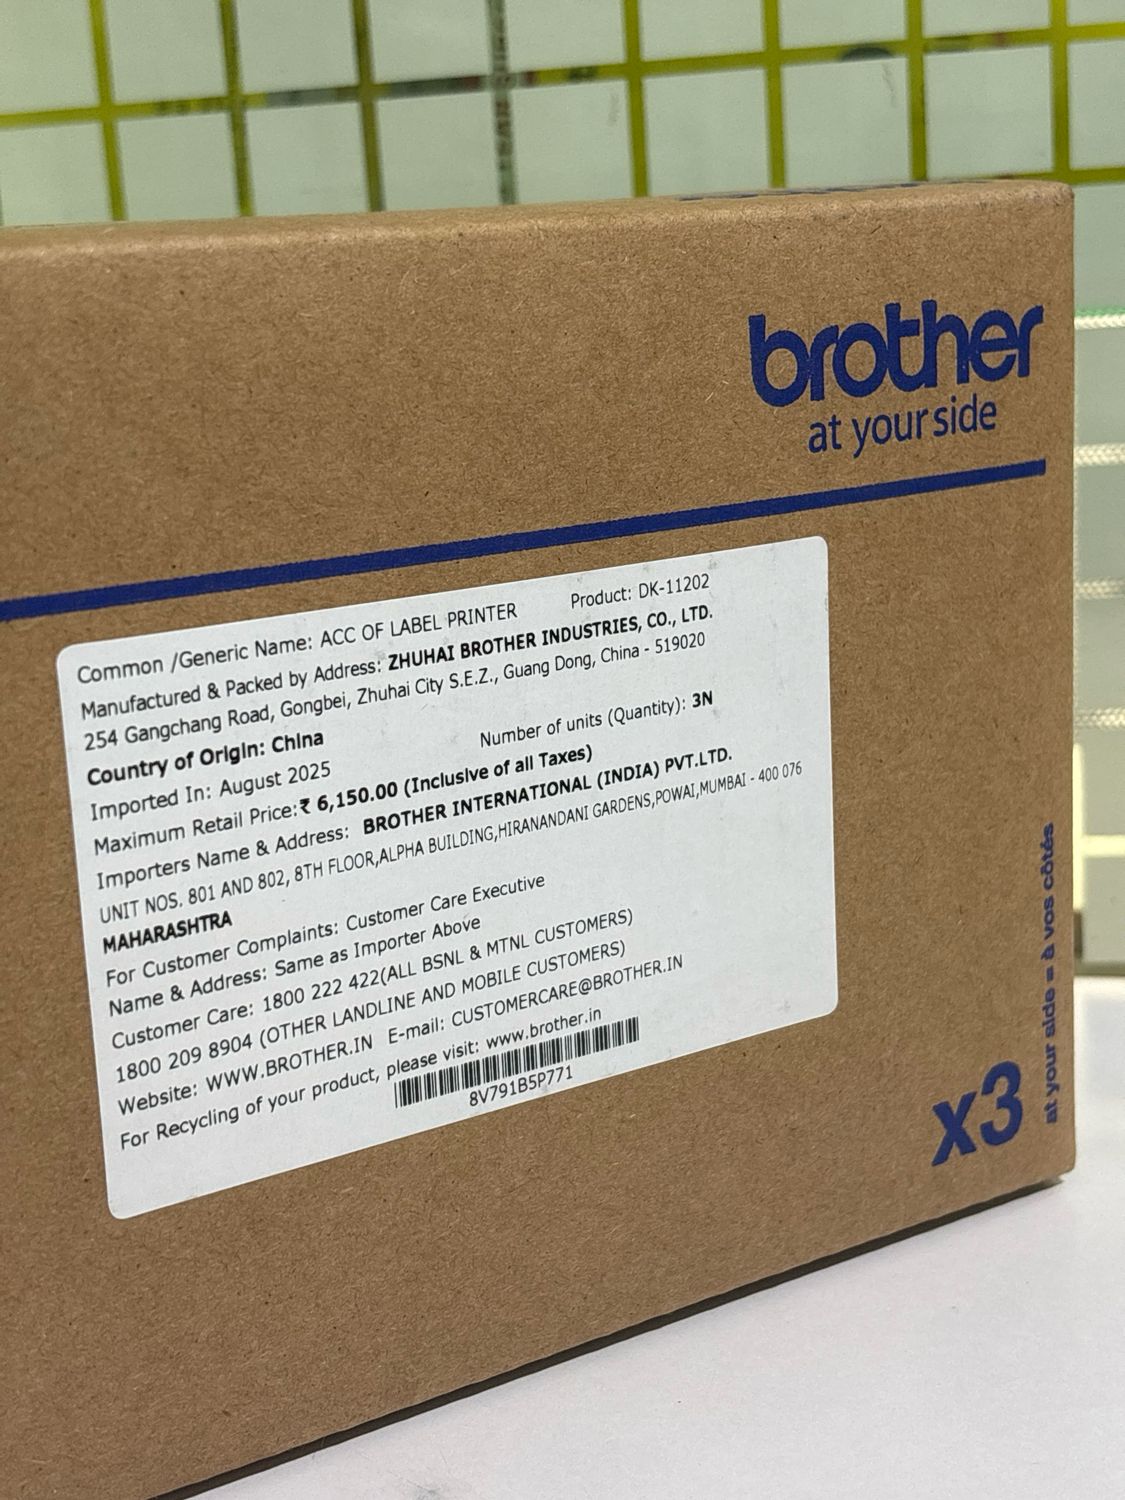 brother
at your side
Common /Generic Name: ACC OF LABEL PRINTER Product: DK-11202
Manufactured & Packed by Address: ZHUHAI BROTHER INDUSTRIES, CO., LTD.
254 Gangchang Road, Gongbei, Zhuhai City S.E.Z., Guang Dong, China - 519020
Country of Origin: China
Number of units (Quantity): 3N
Imported In: August 2025
Maximum Retail Price:₹ 6,150.00 (Inclusive of all Taxes)
Importers Name & Address: BROTHER INTERNATIONAL (INDIA) PVT.LTD.
UNIT NOS. 801 AND 802, 8TH FLOOR,ALPHA BUILDING,HIRANANDANI GARDENS,POWAI,MUMBAI - 400 076
MAHARASHTRA
For Customer Complaints: Customer Care Executive
Name & Address: Same as Importer Above
Customer Care: 1800 222 422(ALL BSNL & MTNL CUSTOMERS)
1800 209 8904 (OTHER LANDLINE AND MOBILE CUSTOMERS)
Website: WWW.BROTHER.IN E-mail: CUSTOMERCARE@BROTHER.IN
For Recycling of your product, please visit: www.brother.in
8V791B5P771
x3
at your side = à vos côtés